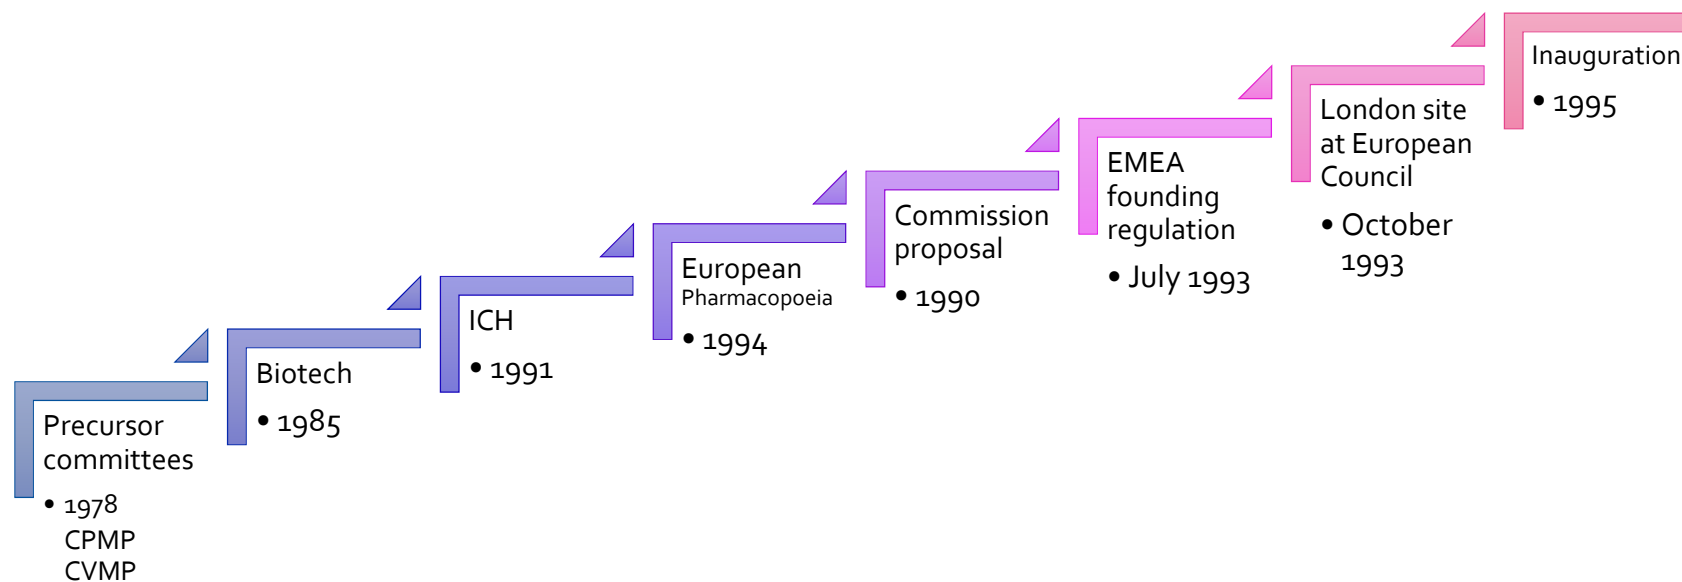 Precursor
committees
• 1978
CPMP
CVMP
Biotech
• 1985
ICH
• 1991
European
Pharmacopoeia
• 1994
Commission
proposal
• 1990
EMEA
founding
regulation
• July 1993
London site
at European
Council
• October
1993
Inauguration
• 1995